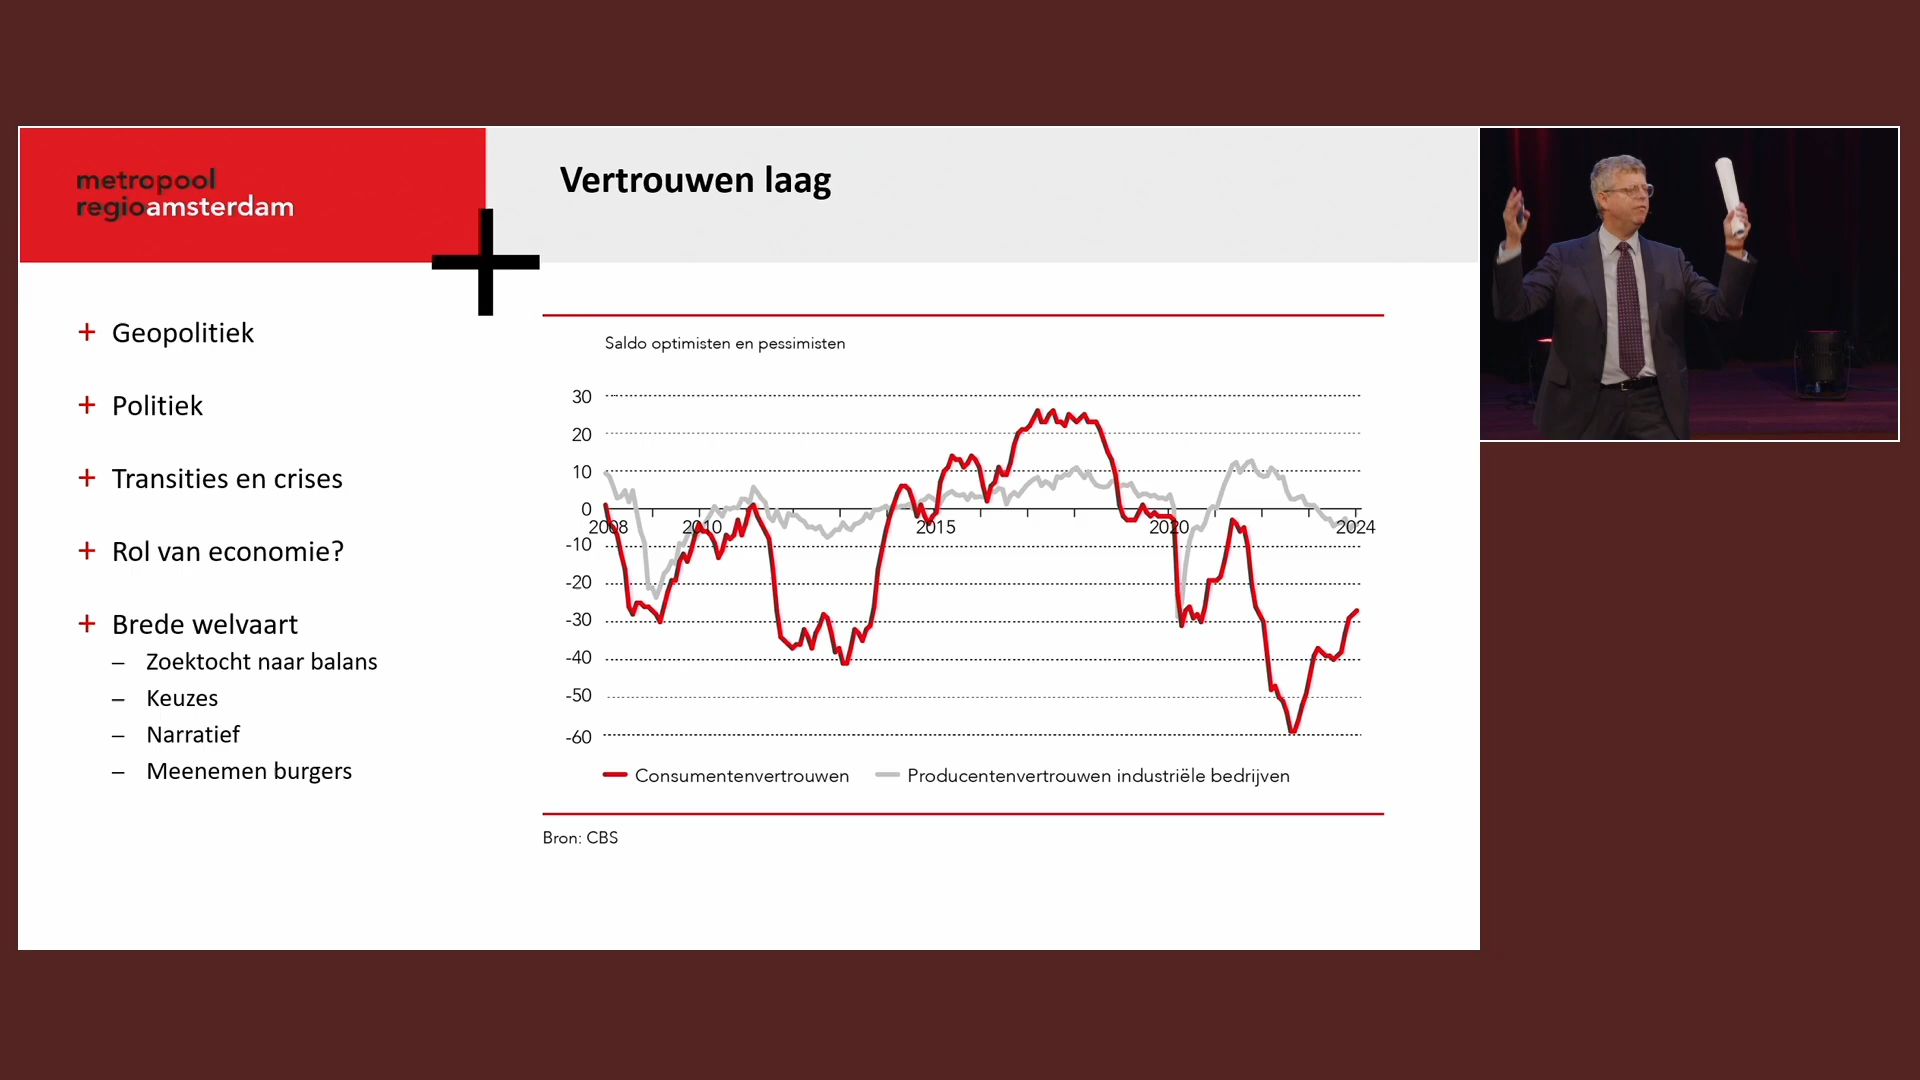 metropool
regioamsterdam
Vertrouwen laag
+ Geopolitiek
+ Politiek
+ Transities en crises
+ Rol van economie?
+ Brede welvaart
– Zoektocht naar balans
– Keuzes
– Narratief
– Meenemen burgers
Saldo optimisten en pessimisten
30
20
10
0
-10
-20
-30
-40
-50
-60
2008 2010 2015 2020 2024
Consumentenvertrouwen Producentenvertrouwen industriële bedrijven
Bron: CBS